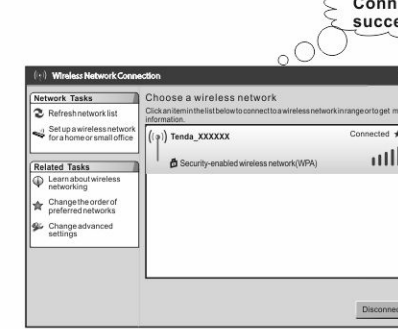 Conn
succe
Wireless Network Connection
Network Tasks
Refresh network list
Set up a wireless network
for a home or small office
Related Tasks
Learn about wireless
networking
Change the order of
preferred networks
Change advanced
settings
Choose a wireless network
Click an item in the list below to connect to a wireless network in range or to get m
information.
Tenda_XXXXXX
Connected
Security-enabled wireless network(WPA)
Disconnec